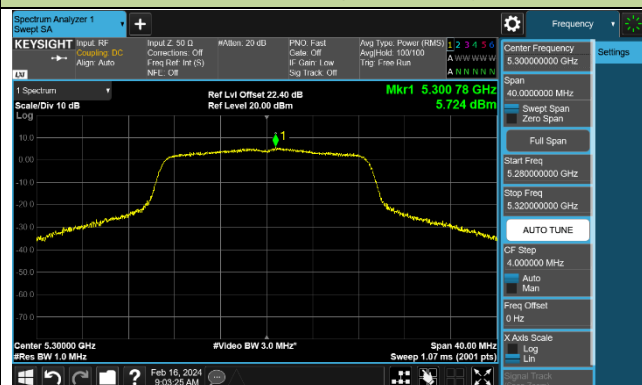 Spectrum Analyzer 1
Swept SA
Frequency
KEYSIGHT
Input: RF
Coupling: DC
Align: Auto
Input Z: 50 Ω
Corrections: Off
Freq Ref: Int (S)
NFE: Off
#Atten: 20 dB
PNO: Fast
Gate: Off
IF Gain: Low
Sig Track: Off
Avg Type: Power (RMS)
Avg|Hold: 100/100
Trig: Free Run
1 2 3 4 5 6
A W W W W W
A N N N N N
LXI
1 Spectrum
Scale/Div 10 dB
Log
Ref Lvl Offset 22.40 dB
Ref Level 20.00 dBm
Mkr1 5.300 78 GHz
5.724 dBm
1
10.0
0.00
-10.0
-20.0
-30.0
-40.0
-50.0
-60.0
-70.0
Center 5.30000 GHz
#Res BW 1.0 MHz
#Video BW 3.0 MHz*
Span 40.00 MHz
Sweep 1.07 ms (2001 pts)
Feb 16, 2024
9:03:25 AM
Center Frequency
5.300000000 GHz
Settings
Span
40.0000000 MHz
Swept Span
Zero Span
Full Span
Start Freq
5.280000000 GHz
Stop Freq
5.320000000 GHz
AUTO TUNE
CF Step
4.000000 MHz
Auto
Man
Freq Offset
0 Hz
X Axis Scale
Log
Lin
Signal Track